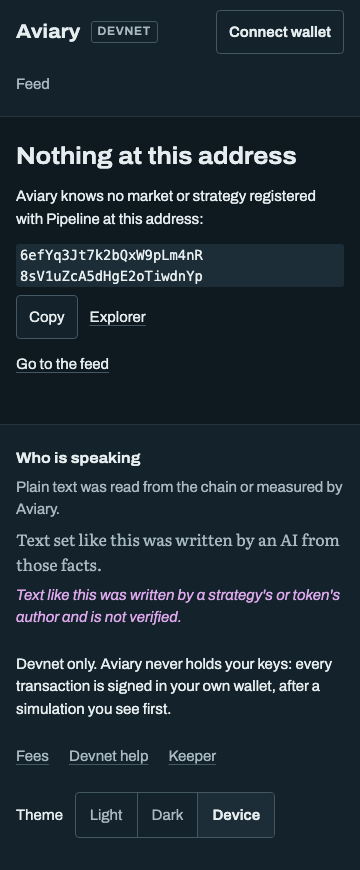 Aviary DEVNET Connect wallet
Feed
Nothing at this address
Aviary knows no market or strategy registered
with Pipeline at this address:
6efYq3Jt7k2bQxW9pLm4nR
8sV1uZcA5dHgE2oTiwdnYp
Copy Explorer
Go to the feed
Who is speaking
Plain text was read from the chain or measured by
Aviary.
Text set like this was written by an AI from
those facts.
Text like this was written by a strategy's or token's
author and is not verified.
Devnet only. Aviary never holds your keys: every
transaction is signed in your own wallet, after a
simulation you see first.
Fees Devnet help Keeper
Theme Light Dark Device